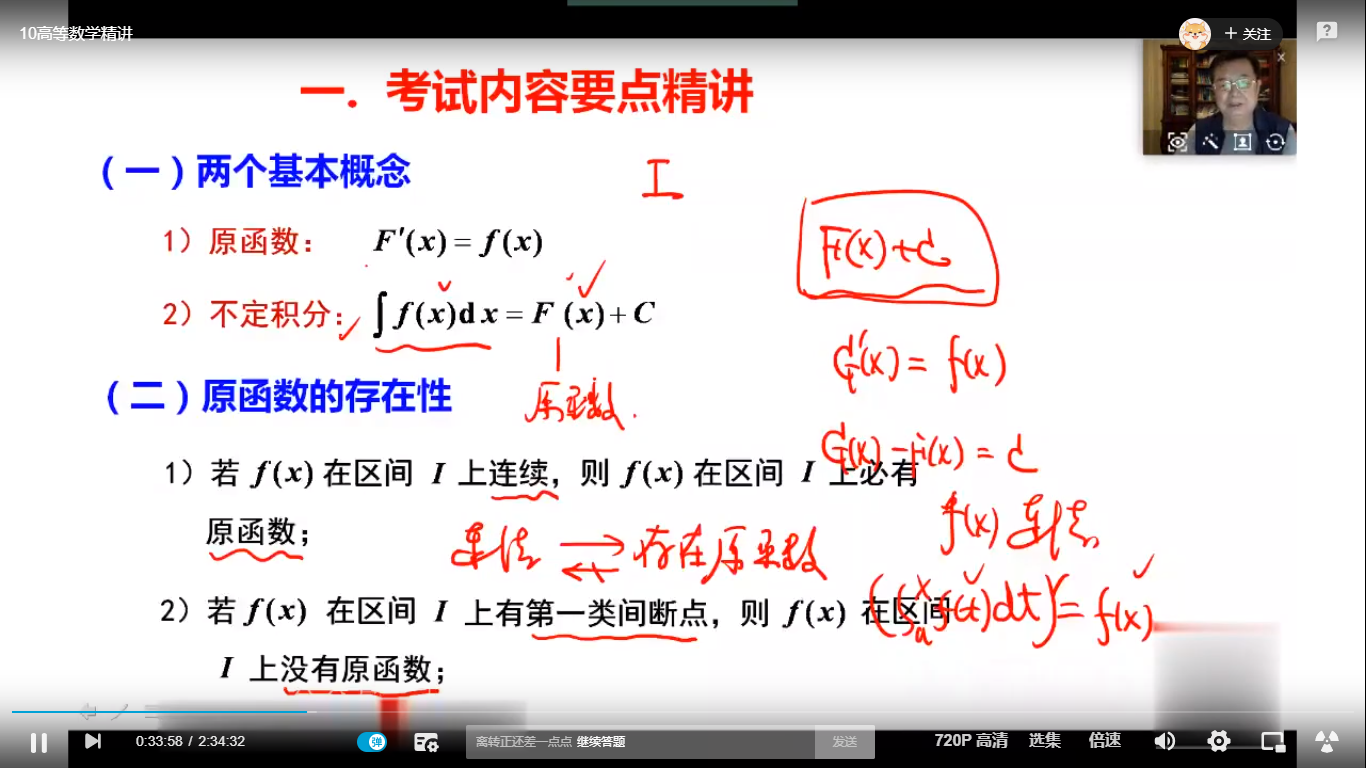 10高等数学精讲
+ 关注
一. 考试内容要点精讲
（一）两个基本概念
I
1）原函数： F′(x) = f(x)
F(x)+C
2）不定积分： ∫ f(x)dx = F (x) + C
G′(x) = f(x)
原函数.
（二）原函数的存在性
G(x) - F(x) = C
1）若 f(x) 在区间 I 上连续，则 f(x) 在区间 I 上必有
原函数；
f(x) 连续
连续 ⇄ 存在原函数
2）若 f(x) 在区间 I 上有第一类间断点，则 f(x) 在区间
(∫ₐˣ f(t)dt)′ = f(x)
I 上没有原函数；
0:33:58 / 2:34:32
弹
离转正还差一点点 继续答题
发送
720P 高清
选集
倍速